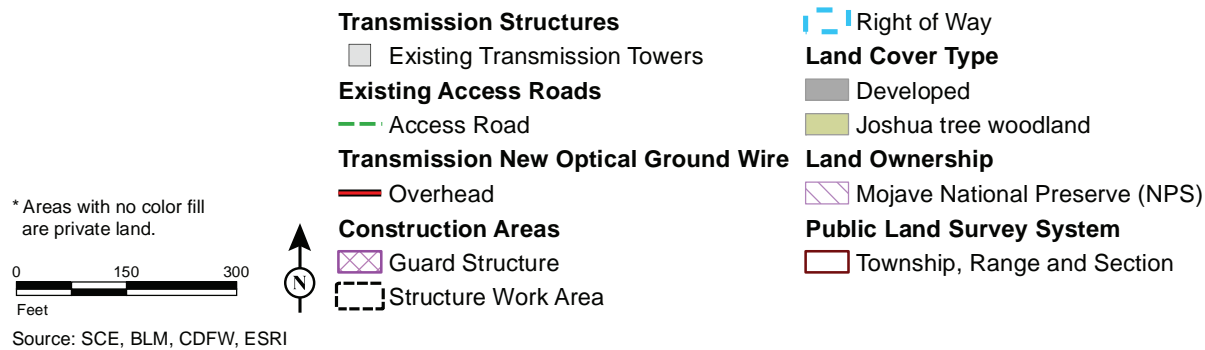 * Areas with no color fill
are private land.
0 150 300
Feet
Source: SCE, BLM, CDFW, ESRI
N
Transmission Structures
Existing Transmission Towers
Existing Access Roads
Access Road
Transmission New Optical Ground Wire
Overhead
Construction Areas
Guard Structure
Structure Work Area
Right of Way
Land Cover Type
Developed
Joshua tree woodland
Land Ownership
Mojave National Preserve (NPS)
Public Land Survey System
Township, Range and Section